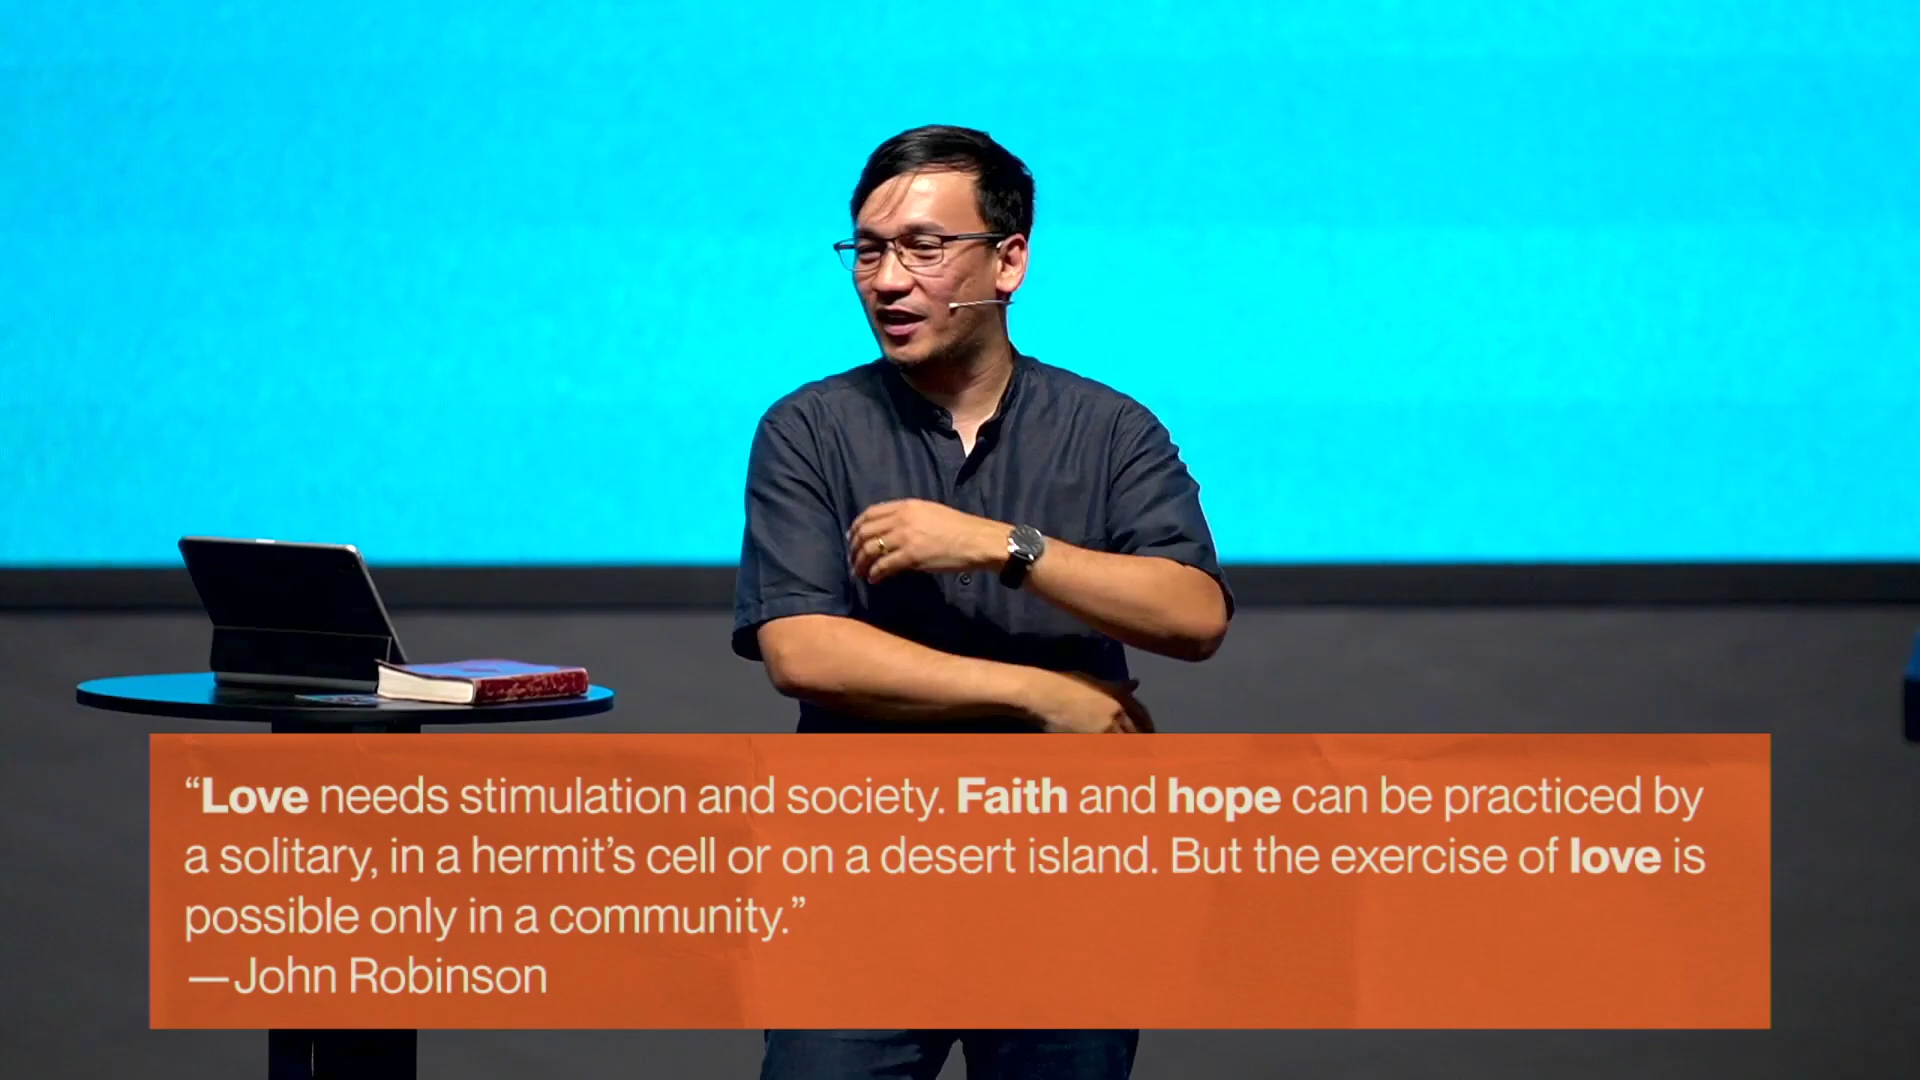 “Love needs stimulation and society. Faith and hope can be practiced by
a solitary, in a hermit’s cell or on a desert island. But the exercise of love is
possible only in a community.”
—John Robinson